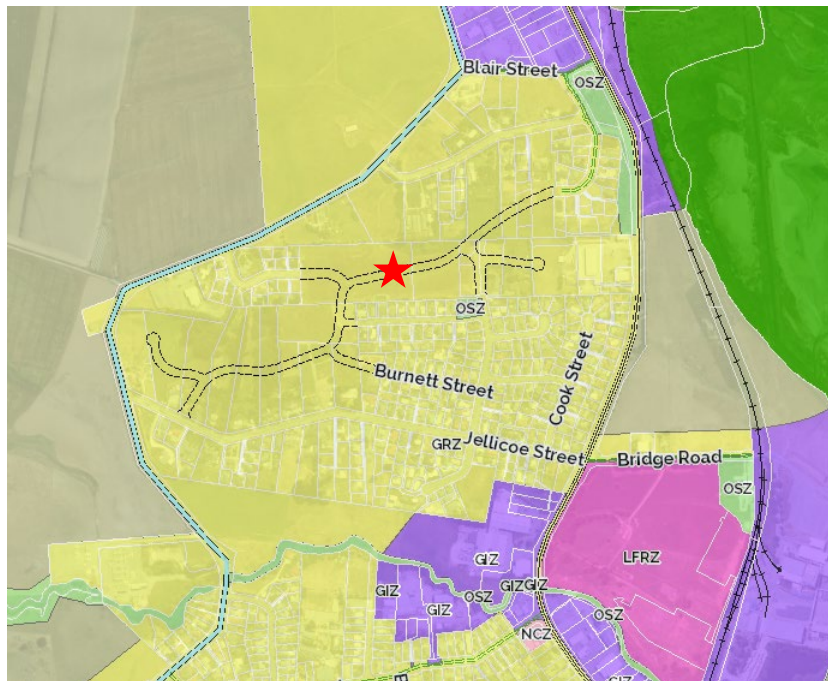 Blair Street
OSZ
OSZ
Cook Street
Burnett Street
GRZ
Jellicoe Street
Bridge Road
OSZ
LFRZ
GIZ
GIZ
GIZ
OSZ
GIZ
GIZ
OSZ
NCZ
GIZ